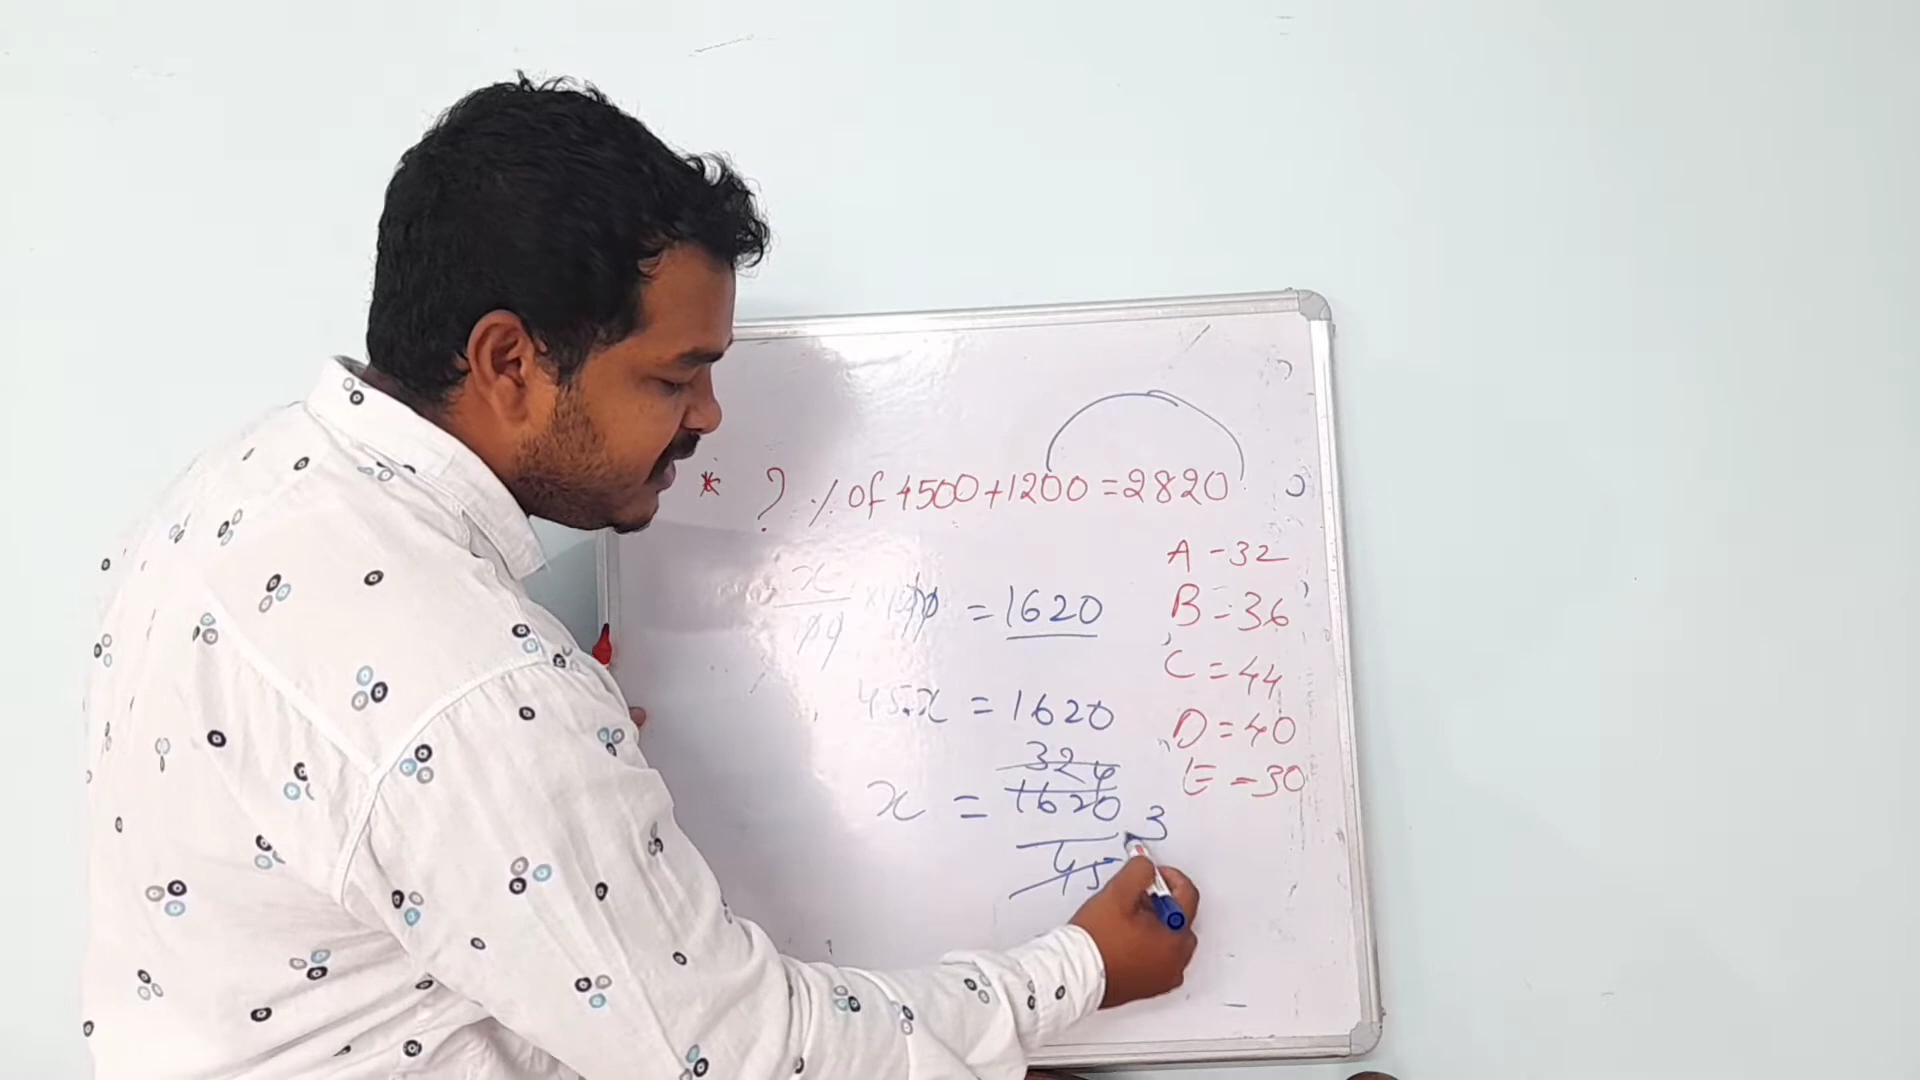 * ? % of 4500 + 1200 = 2820
A - 32
x/100 × 4500 = 1620
B = 36
C = 44
45x = 1620
D = 40
324
E = 30
x = 1620
3
45